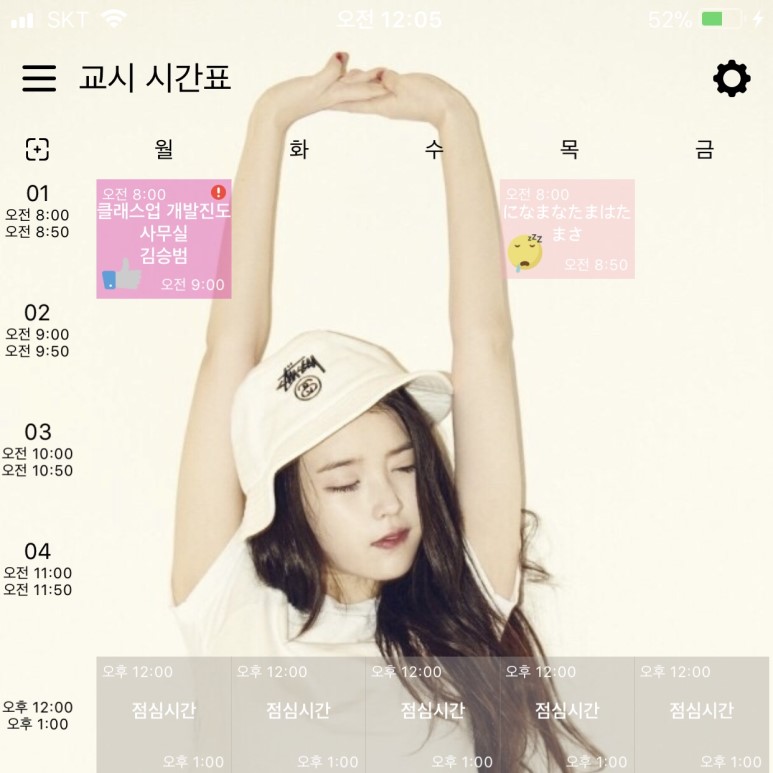 SKT 오전 12:05 52%
교시 시간표
월 화 수 목 금
01
오전 8:00
오전 8:50
오전 8:00
클래스업 개발진도
사무실
김승범
오전 9:00
오전 8:00
になまなたまはた
まさ
zzz
오전 8:50
02
오전 9:00
오전 9:50
STÜSSY
03
오전 10:00
오전 10:50
04
오전 11:00
오전 11:50
오후 12:00
오후 1:00
오후 12:00 오후 12:00 오후 12:00 오후 12:00 오후 12:00
점심시간 점심시간 점심시간 점심시간 점심시간
오후 1:00 오후 1:00 오후 1:00 오후 1:00 오후 1:00